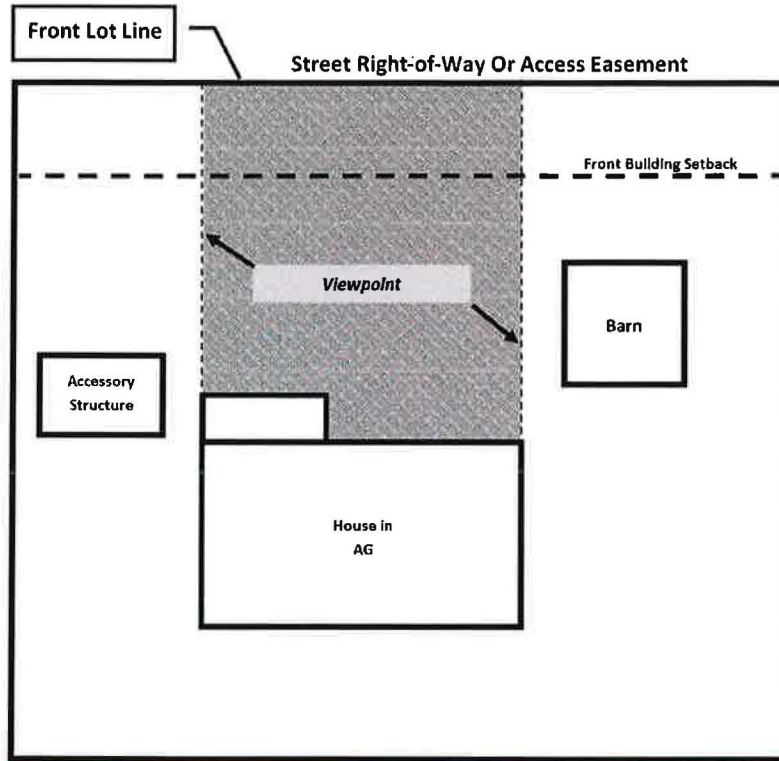 Front Lot Line
Street Right-of-Way Or Access Easement
Front Building Setback
Viewpoint
Barn
Accessory
Structure
House in
AG